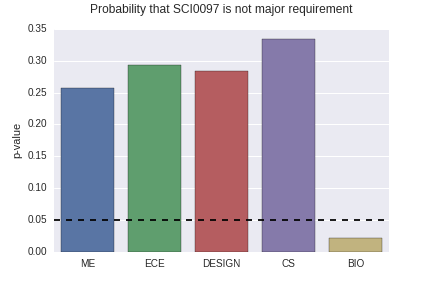 Probability that SCI0097 is not major requirement
0.35
0.30
0.25
0.20
0.15
0.10
0.05
0.00
p-value
ME ECE DESIGN CS BIO